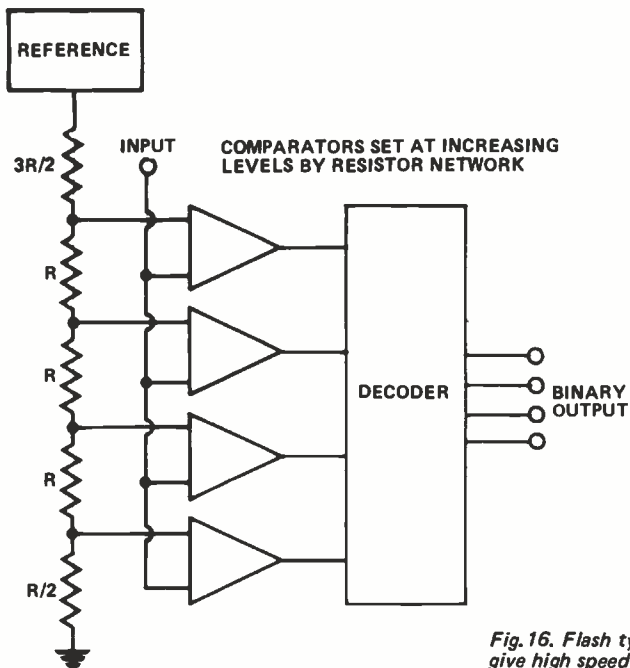 REFERENCE
3R/2
INPUT
COMPARATORS SET AT INCREASING
LEVELS BY RESISTOR NETWORK
R
R
DECODER
BINARY
OUTPUT
R
R/2
Fig. 16. Flash ty
give high speed